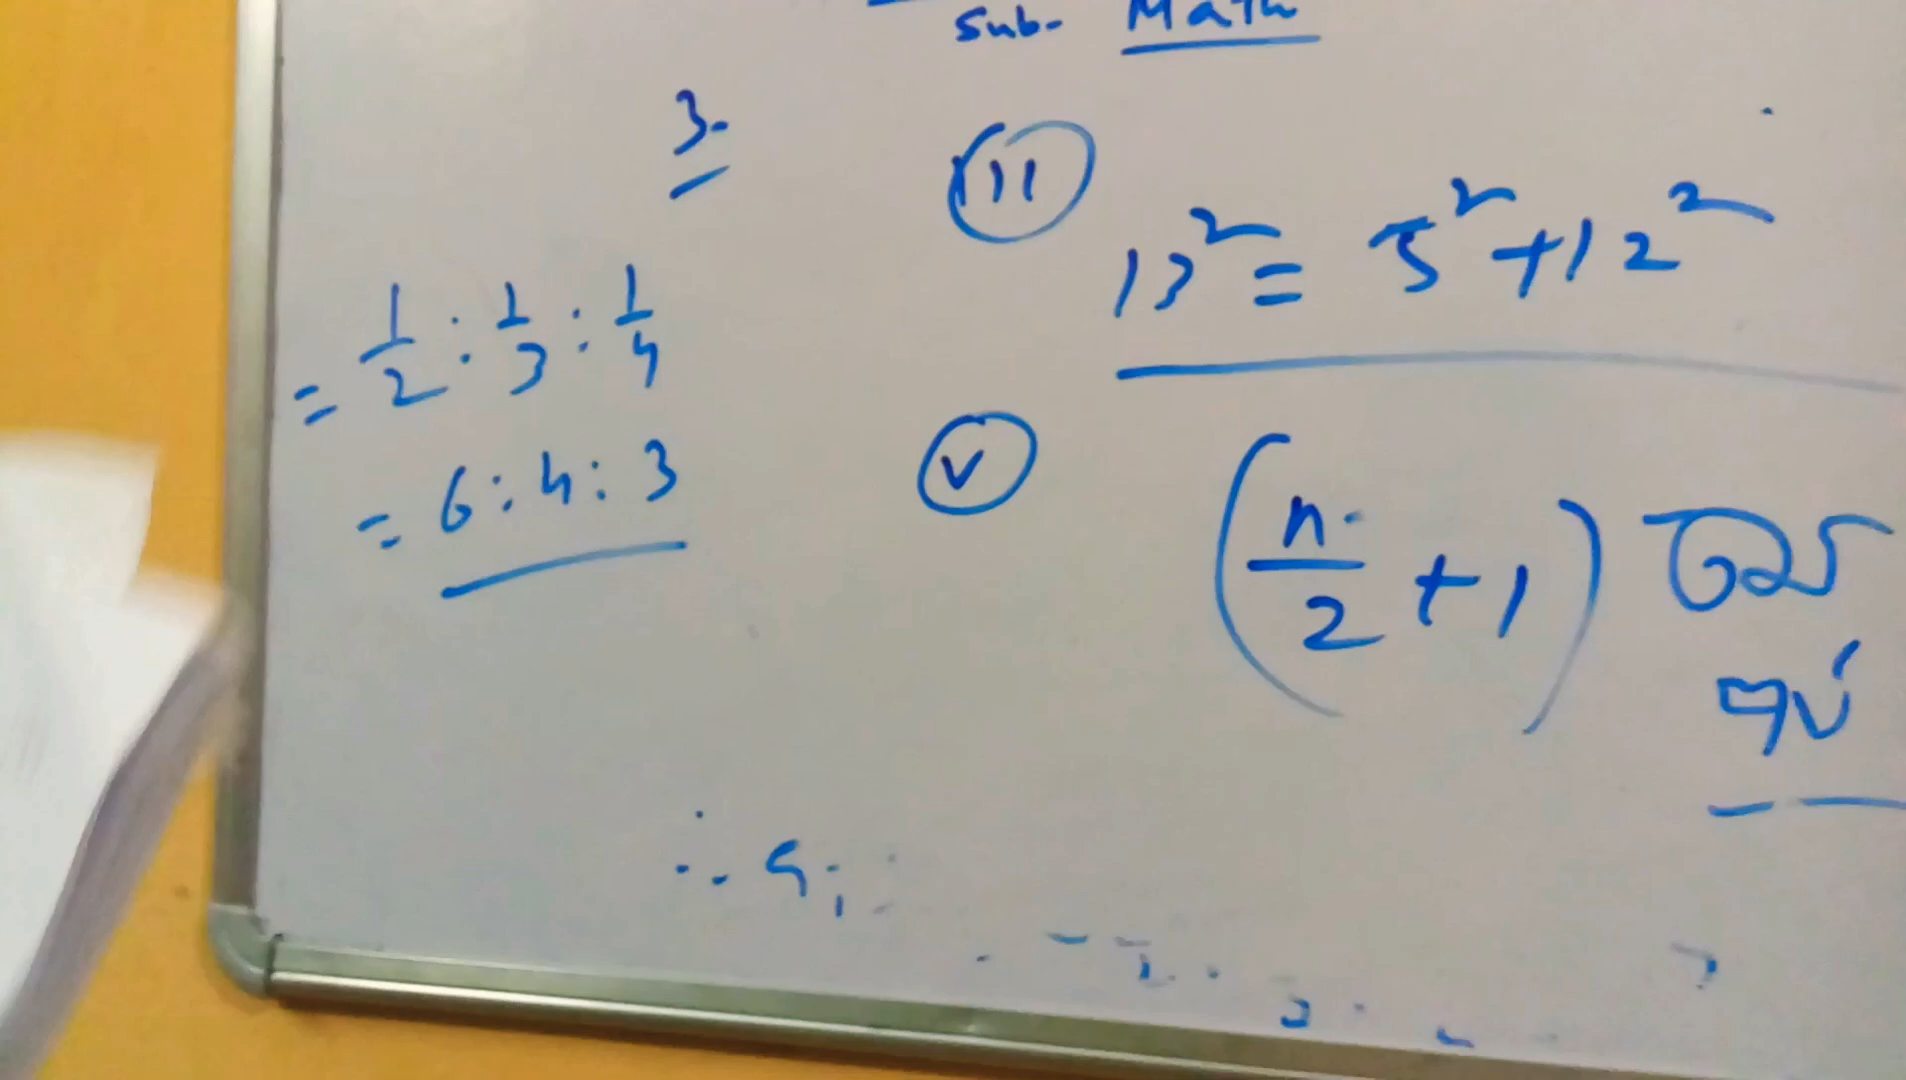 Sub- Math
3.
= 1/2 : 1/3 : 1/4
= 6 : 4 : 3
III
13² = 5² + 12²
V
(n/2 + 1) তম
পদ